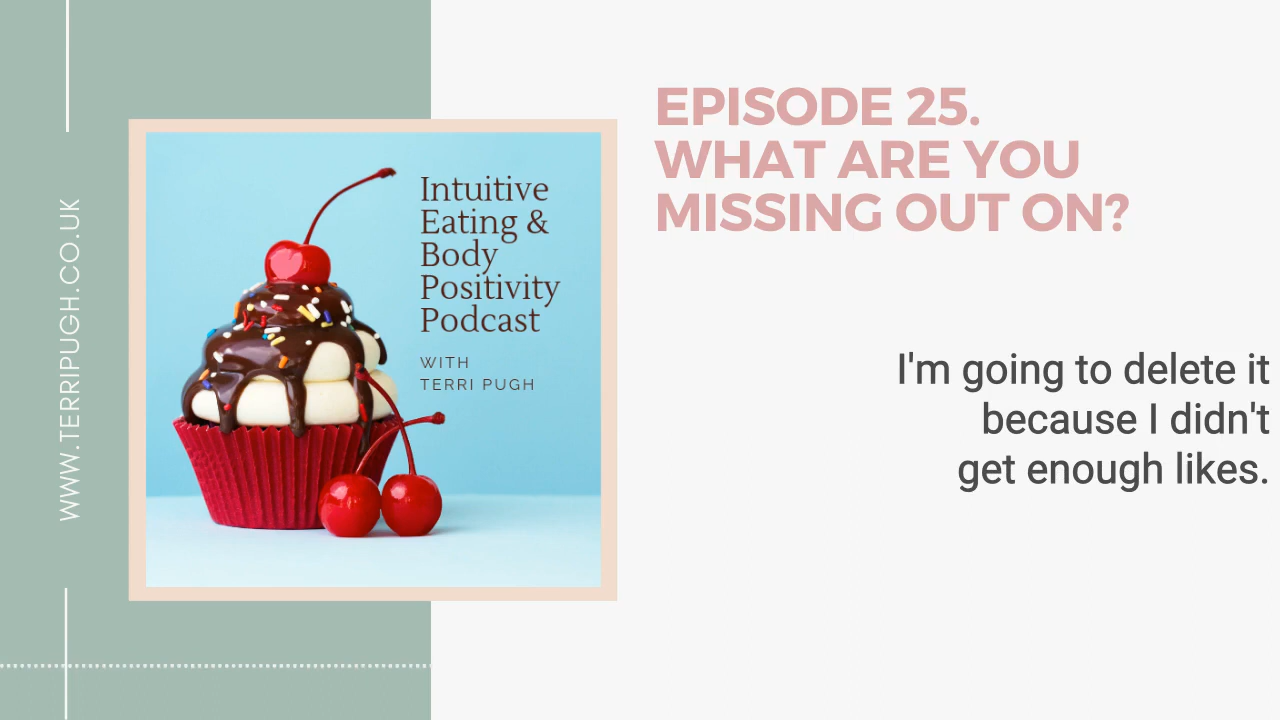 WWW.TERRIPUGH.CO.UK
Intuitive
Eating &
Body
Positivity
Podcast
WITH
TERRI PUGH
EPISODE 25.
WHAT ARE YOU
MISSING OUT ON?
I'm going to delete it
because I didn't
get enough likes.